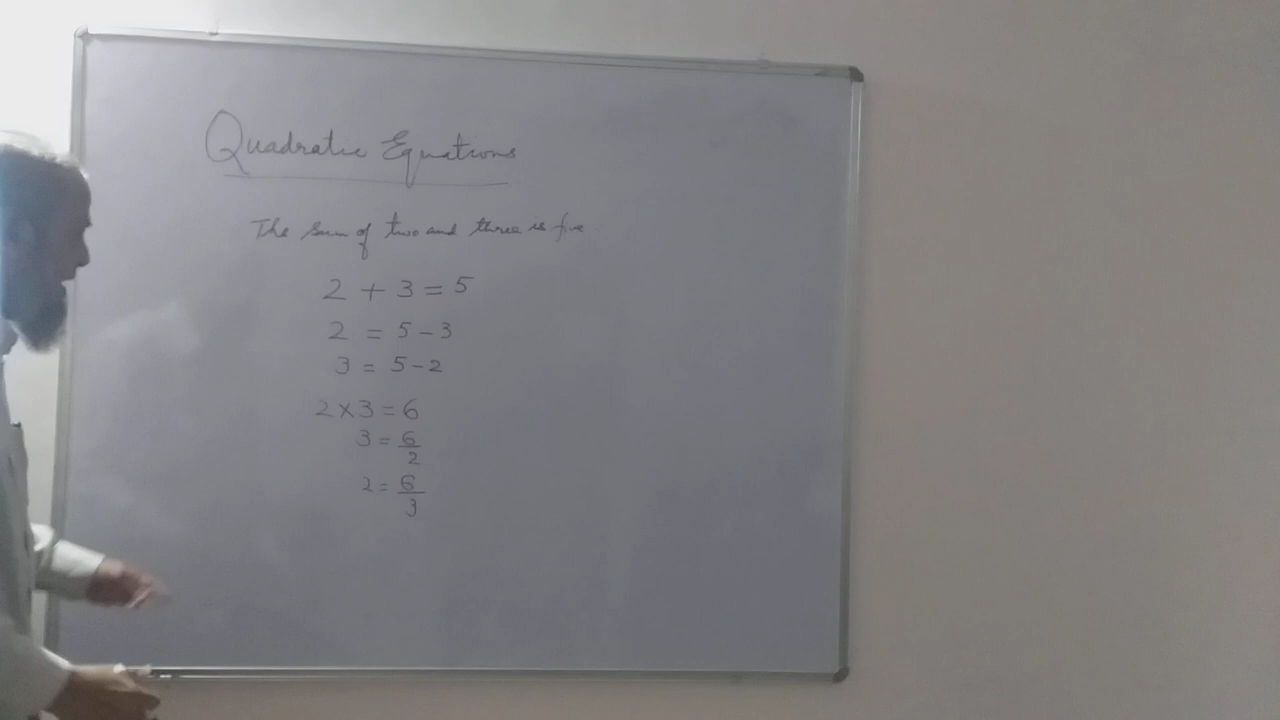 Quadratic Equations
The sum of two and three is five
2 + 3 = 5
2 = 5 - 3
3 = 5 - 2
2 × 3 = 6
3 = 6/2
2 = 6/3